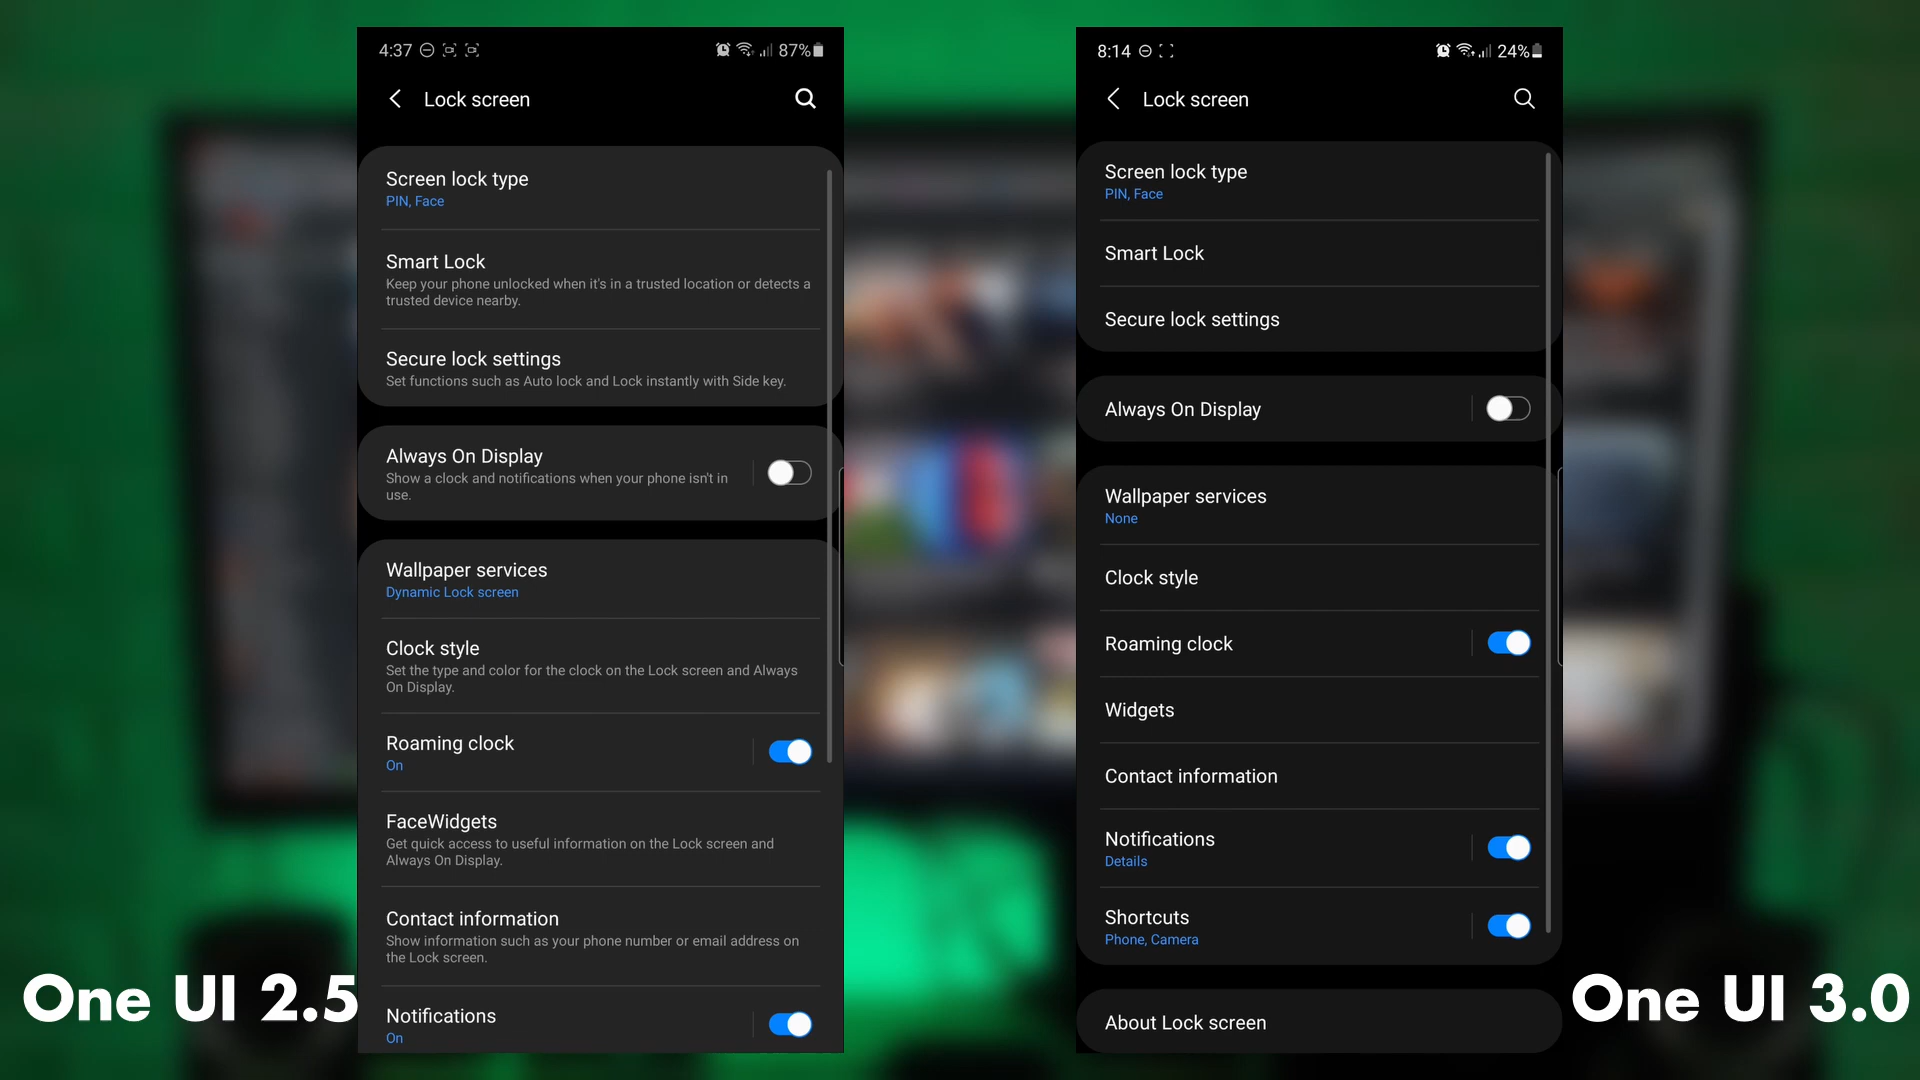 4:37
87%
Lock screen
Screen lock type
PIN, Face
Smart Lock
Keep your phone unlocked when it's in a trusted location or detects a
trusted device nearby.
Secure lock settings
Set functions such as Auto lock and Lock instantly with Side key.
Always On Display
Show a clock and notifications when your phone isn't in
use.
Wallpaper services
Dynamic Lock screen
Clock style
Set the type and color for the clock on the Lock screen and Always
On Display.
Roaming clock
On
FaceWidgets
Get quick access to useful information on the Lock screen and
Always On Display.
Contact information
Show information such as your phone number or email address on
the Lock screen.
Notifications
On
One UI 2.5
8:14
24%
Lock screen
Screen lock type
PIN, Face
Smart Lock
Secure lock settings
Always On Display
Wallpaper services
None
Clock style
Roaming clock
Widgets
Contact information
Notifications
Details
Shortcuts
Phone, Camera
About Lock screen
One UI 3.0